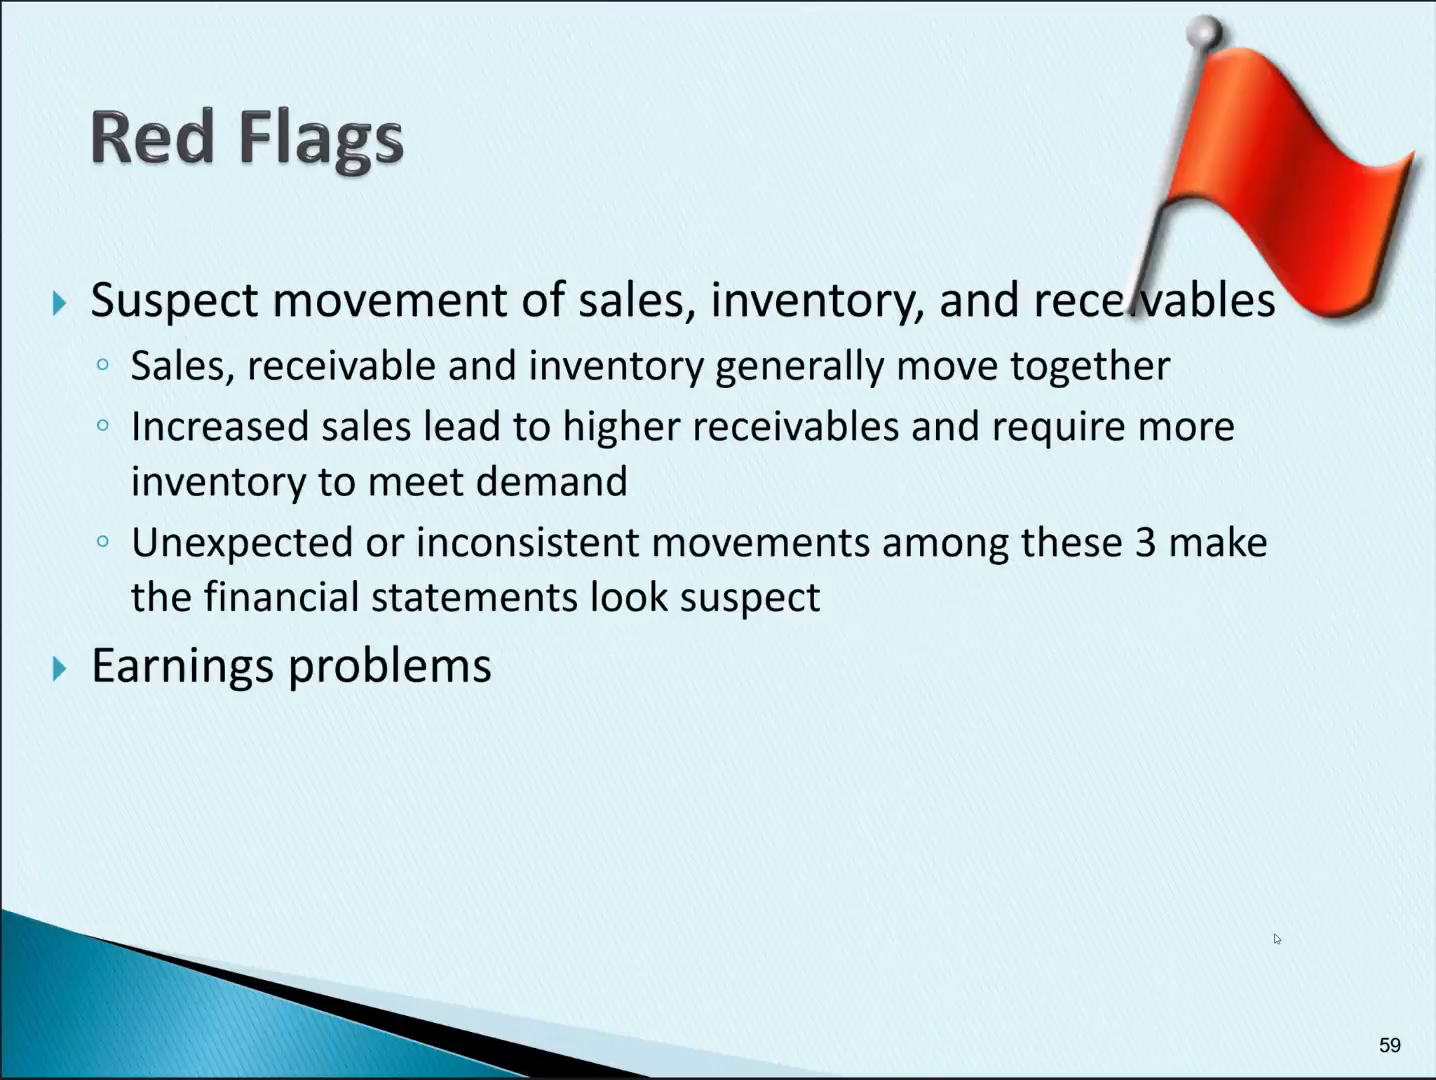 Red Flags
Suspect movement of sales, inventory, and receivables
Sales, receivable and inventory generally move together
Increased sales lead to higher receivables and require more
inventory to meet demand
Unexpected or inconsistent movements among these 3 make
the financial statements look suspect
Earnings problems
59